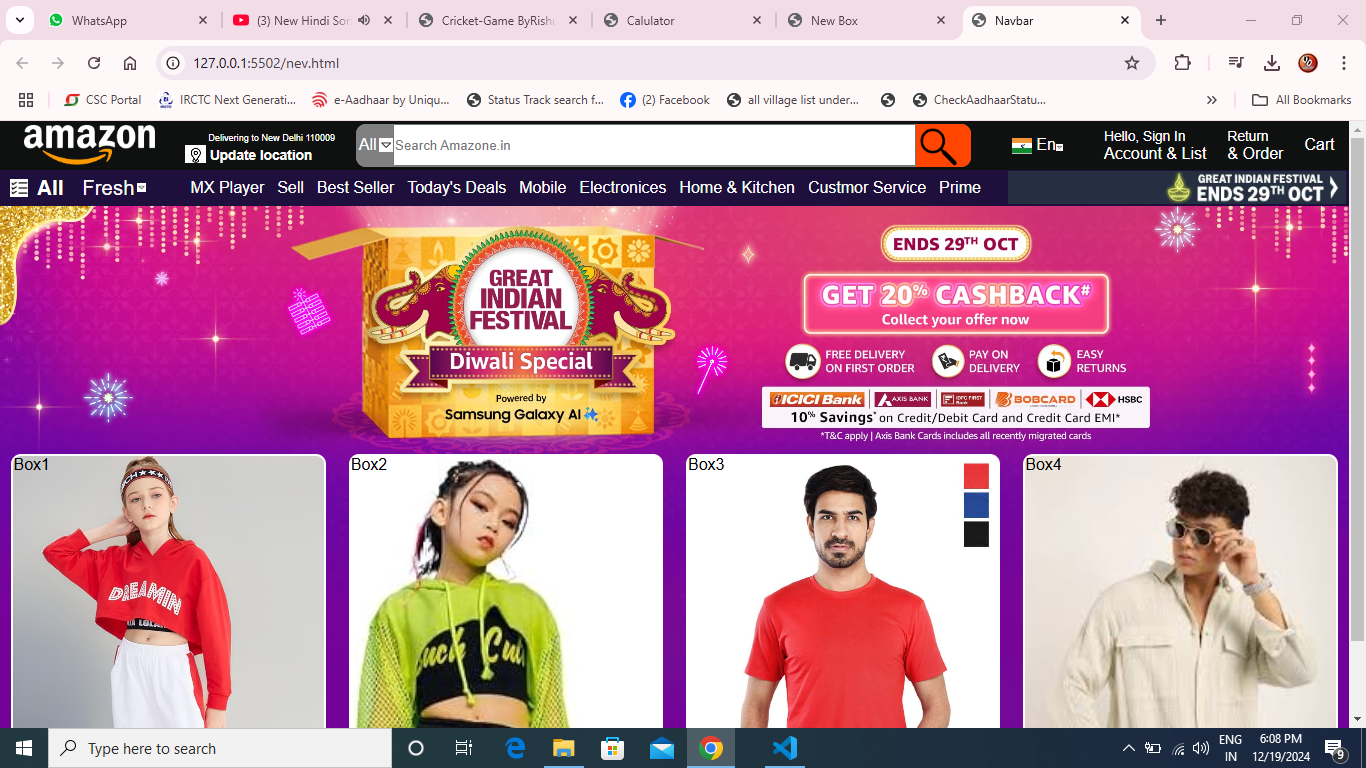 WhatsApp
(3) New Hindi Son
Cricket-Game ByRishu
Calulator
New Box
Navbar
127.0.0.1:5502/nev.html
CSC Portal
IRCTC Next Generati...
e-Aadhaar by Uniqu...
Status Track search f...
(2) Facebook
all village list under...
CheckAadhaarStatu...
»
All Bookmarks
amazon
Delivering to New Delhi 110009
Update location
All
Search Amazone.in
En
Hello, Sign In
Account & List
Return
& Order
Cart
All
Fresh
MX Player
Sell
Best Seller
Today's Deals
Mobile
Electronices
Home & Kitchen
Custmor Service
Prime
GREAT INDIAN FESTIVAL
ENDS 29TH OCT
GREAT
INDIAN
FESTIVAL
Diwali Special
Powered by
Samsung Galaxy AI
ENDS 29TH OCT
GET 20% CASHBACK#
Collect your offer now
FREE DELIVERY
ON FIRST ORDER
PAY ON
DELIVERY
EASY
RETURNS
ICICI Bank
AXIS BANK
IDFC FIRST
Bank
BOBCARD
HSBC
10% Savings* on Credit/Debit Card and Credit Card EMI*
*T&C apply | Axis Bank Cards includes all recently migrated cards
Box1
DREAMIN
Box2
Box3
Box4
Type here to search
ENG
IN
6:08 PM
12/19/2024
9